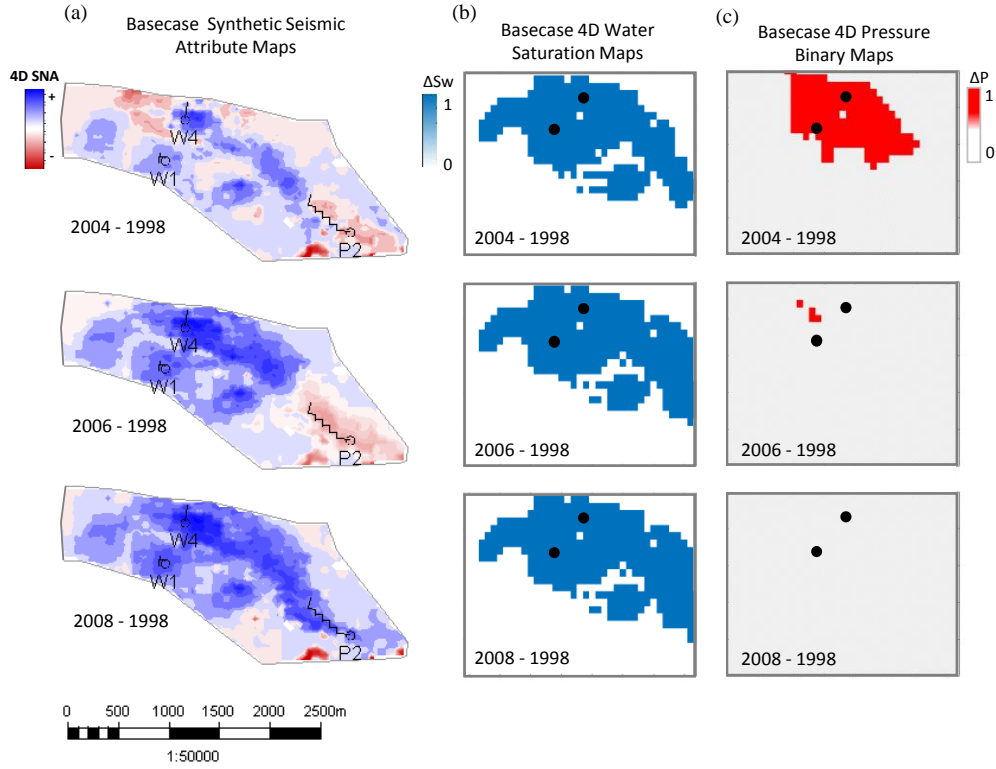 (a)
Basecase  Synthetic Seismic
Attribute Maps
4D SNA
+
-
W4
W1
P2
2004 - 1998
W4
W1
P2
2006 - 1998
W4
W1
P2
2008 - 1998
0 500 1000 1500 2000 2500m
1:50000
(b)
Basecase 4D Water
Saturation Maps
ΔSw
1
0
2004 - 1998
2006 - 1998
2008 - 1998
(c)
Basecase 4D Pressure
Binary Maps
ΔP
1
0
2004 - 1998
2006 - 1998
2008 - 1998